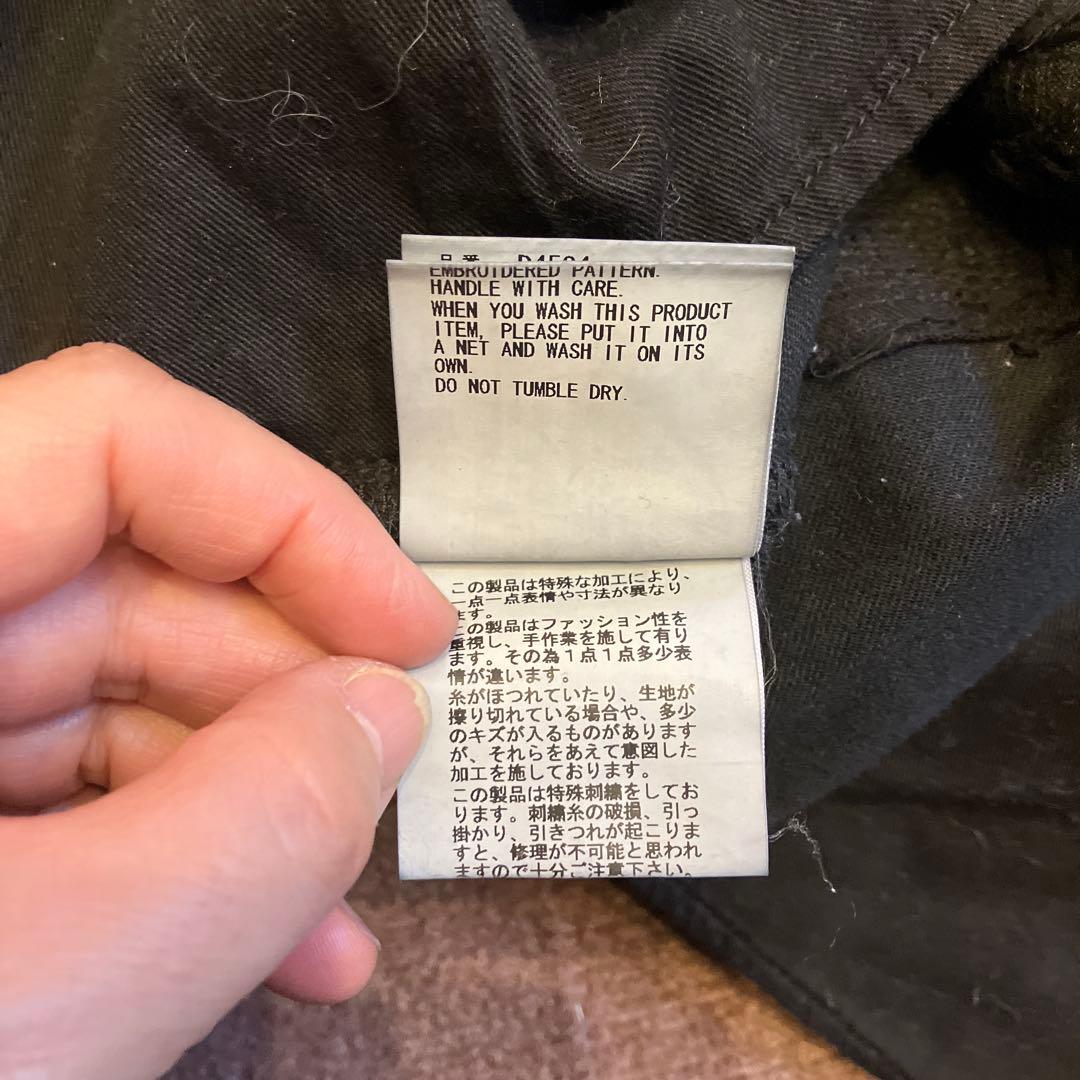 品番
EMBROIDERED PATTERN.
HANDLE WITH CARE.
WHEN YOU WASH THIS PRODUCT
ITEM, PLEASE PUT IT INTO
A NET AND WASH IT ON ITS
OWN.
DO NOT TUMBLE DRY.
この製品は特殊な加工により、
一点一点表情や寸法が異なり
ます。
この製品はファッション性を
重視し、手作業を施して有り
ます。その為１点１点多少表
情が違います。
糸がほつれていたり、生地が
擦り切れている場合や、多少
のキズが入るものがあります
が、それらをあえて意図した
加工を施しております。
この製品は特殊刺繍をしてお
ります。刺繍糸の破損、引っ
掛かり、引きつれが起こりま
すと、修理が不可能と思われ
ますので十分ご注意下さい。